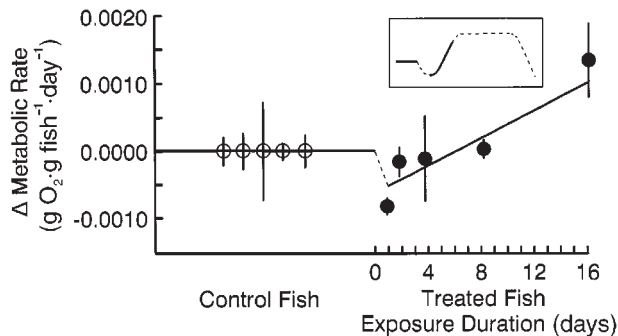 Δ Metabolic Rate
(g O₂·g fish⁻¹·day⁻¹)
0.0020
0.0010
0.0000
-0.0010
0 4 8 12 16
Control Fish
Treated Fish
Exposure Duration (days)